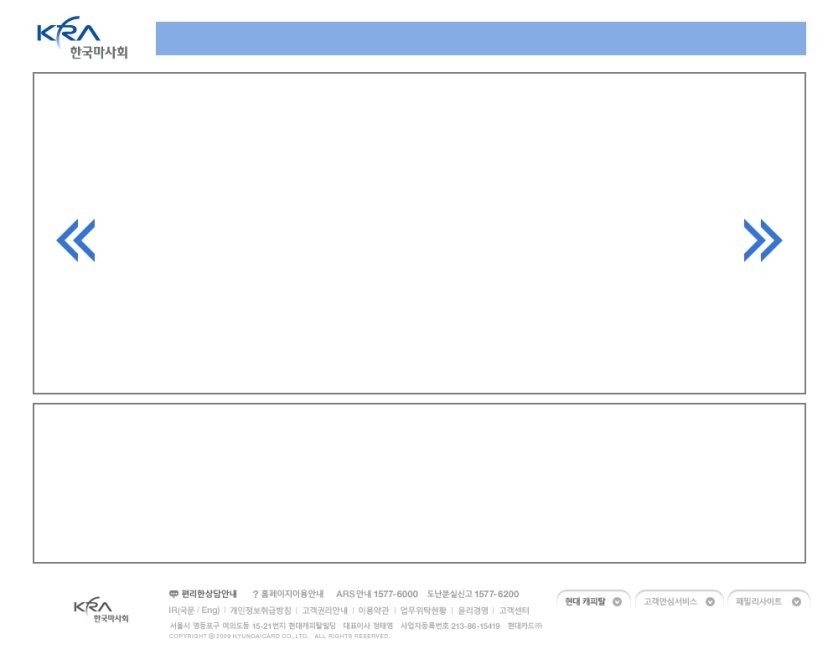 KRA
한국마사회
KRA
한국마사회
편리한상담안내 ? 홈페이지이용안내 ARS 안내 1577-6000 도난분실신고 1577-6200
IR(국문 / Eng) | 개인정보취급방침 | 고객권리안내 | 이용약관 | 업무위탁현황 | 윤리경영 | 고객센터
서울시 영등포구 여의도동 15-21번지 현대캐피탈빌딩 대표이사 정태영 사업자등록번호 213-86-15419 현대카드㈜
COPYRIGHT ⓒ 2009 HYUNDAICARD CO.,LTD. ALL RIGHTS RESERVED.
현대 캐피탈 고객안심서비스 패밀리사이트